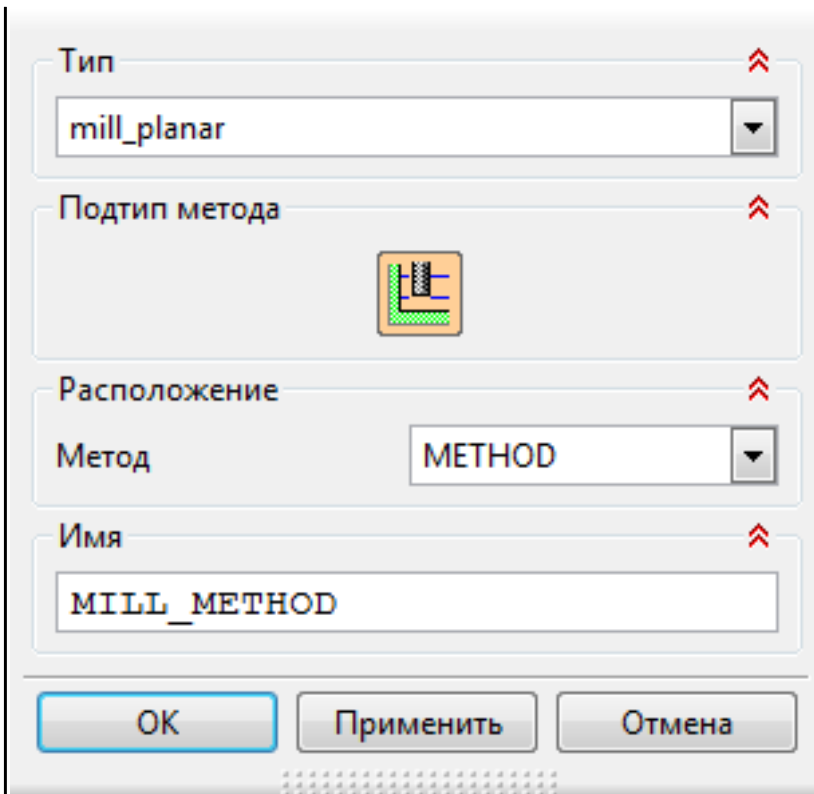 Тип
mill_planar
Подтип метода
Расположение
Метод METHOD
Имя
MILL_METHOD
OK Применить Отмена